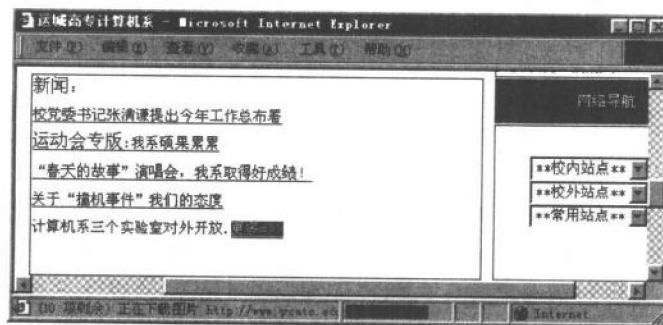 运城高专计算机系 - Microsoft Internet Explorer
文件(F) 编辑(E) 查看(V) 收藏(A) 工具(T) 帮助(H)
新闻:
校党委书记张满谦提出今年工作总布署
运动会专版:我系硕果累累
“春天的故事”演唱会,我系取得好成绩!
关于“撞机事件”我们的态度
计算机系三个实验室对外开放.
网络导航
**校内站点**
**校外站点**
**常用站点**
(10 项剩余) 正在下载图片 http://www.
Internet